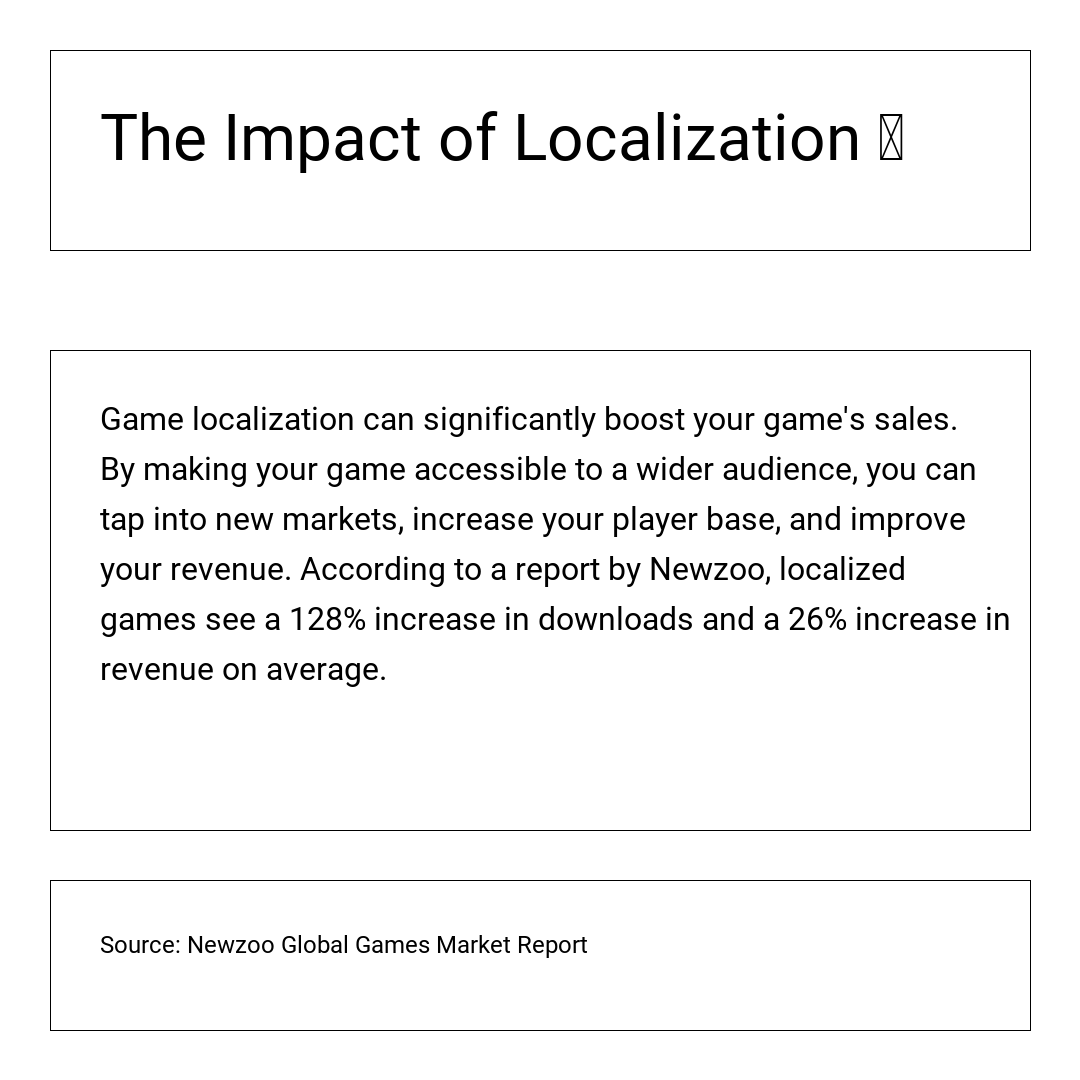 The Impact of Localization
Game localization can significantly boost your game's sales.
By making your game accessible to a wider audience, you can
tap into new markets, increase your player base, and improve
your revenue. According to a report by Newzoo, localized
games see a 128% increase in downloads and a 26% increase in
revenue on average.
Source: Newzoo Global Games Market Report